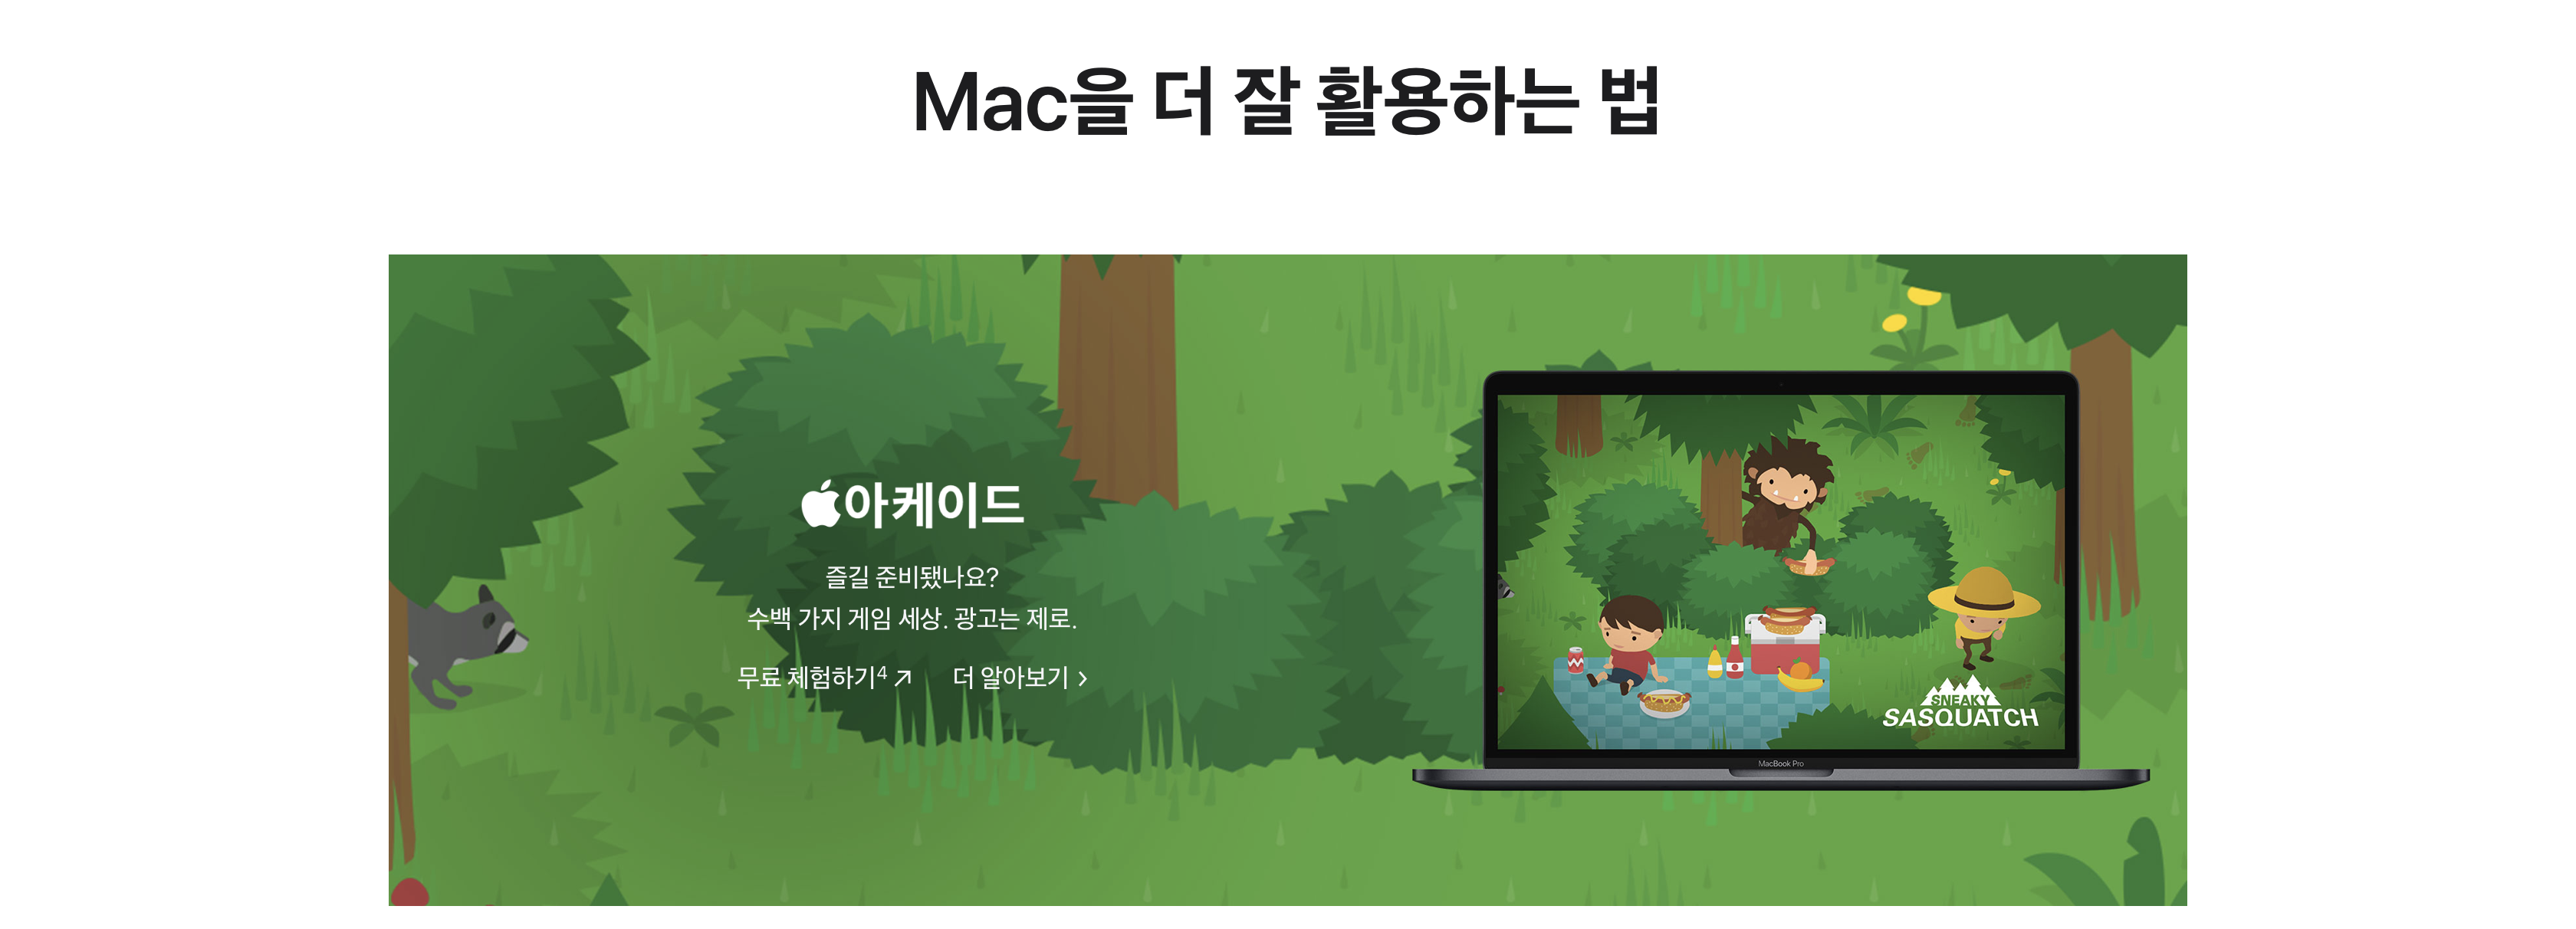 Mac을 더 잘 활용하는 법
아케이드
즐길 준비됐나요?
수백 가지 게임 세상. 광고는 제로.
무료 체험하기4 ↗ 더 알아보기 >
SNEAKY
SASQUATCH
MacBook Pro